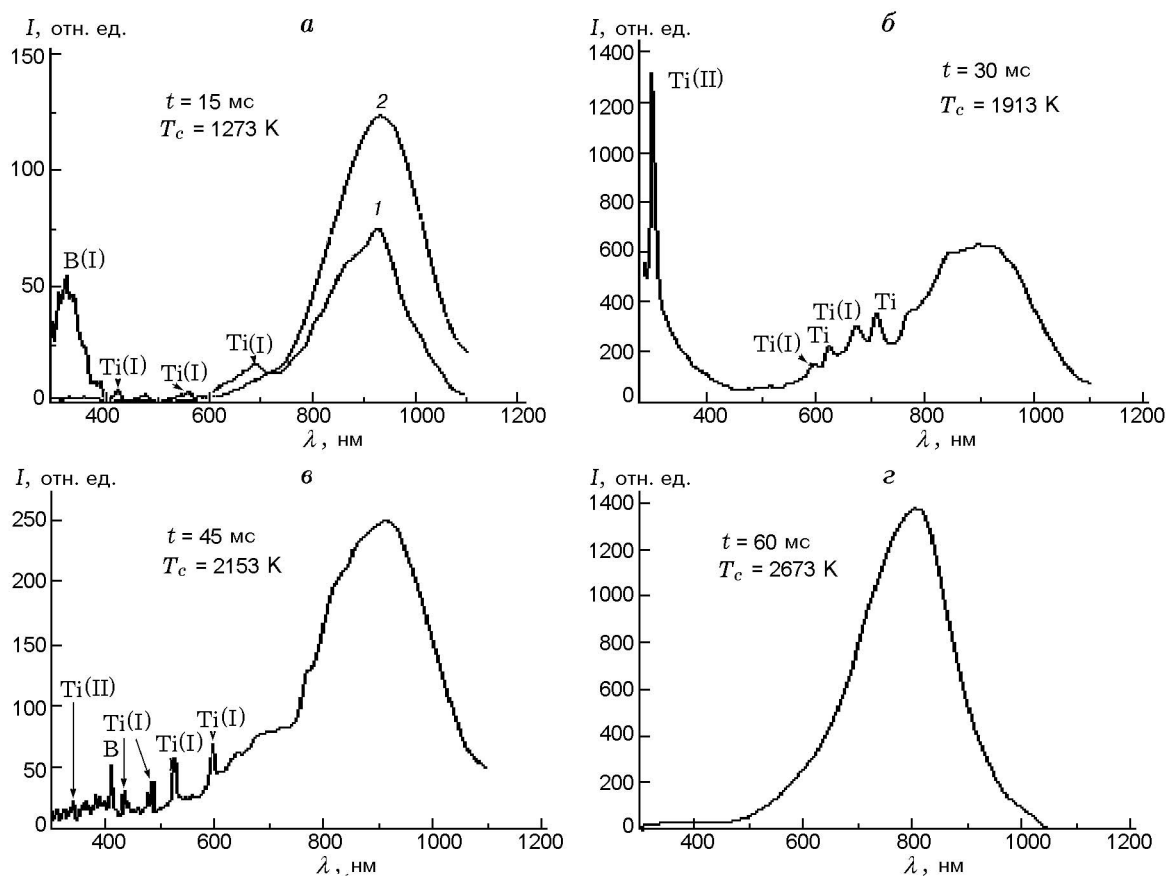 I, отн. ед.
а
150
100
50
15
0
t = 15 мс
T_c = 1273 K
2
1
B(I)
Ti(I)
Ti(I)
Ti(I)
400 600 800 1000 1200
λ, нм
I, отн. ед.
б
1400
1200
1000
800
600
400
200
0
Ti(II)
t = 30 мс
T_c = 1913 K
Ti(I)
Ti
Ti(I)
Ti
400 600 800 1000 1200
λ, нм
I, отн. ед.
в
250
200
150
100
50
0
t = 45 мс
T_c = 2153 K
Ti(II)
B
Ti(I)
Ti(I)
Ti(I)
400 600 800 1000 1200
λ, нм
I, отн. ед.
г
1400
1200
1000
800
1000
400
1200
1400
0
t = 60 мс
T_c = 2673 K
400 600 800 1000 1200
λ, нм